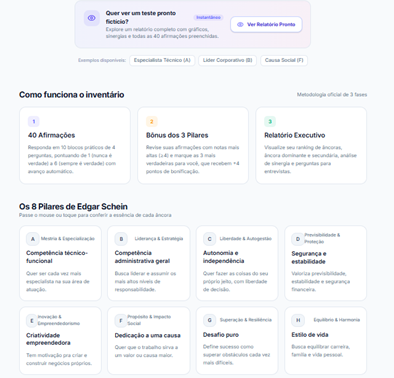 Quer ver um teste pronto
fictício?
Instantâneo
Explore um relatório completo com gráficos,
sinergias e todas as 40 afirmações preenchidas.
Ver Relatório Pronto
Exemplos disponíveis:
Especialista Técnico (A)
Líder Corporativo (B)
Causa Social (F)
Como funciona o inventário
Metodologia oficial de 3 fases
1
2
3
40 Afirmações
Bônus dos 3 Pilares
Relatório Executivo
Responda em 10 blocos práticos de 4
perguntas, pontuando de 1 (nunca é
verdade) a 6 (sempre é verdade) com
avanço automático.
Revise suas afirmações com notas mais
altas (≥4) e marque as 3 mais
verdadeiras para você, que recebem +4
pontos de bonificação.
Visualize seu ranking de âncoras,
âncora dominante e secundária, análise
de sinergia e perguntas para
entrevistas.
Os 8 Pilares de Edgar Schein
Passe o mouse ou toque para conferir a essência de cada âncora
A
Mestria & Especialização
Competência técnico-
funcional
Quer ser cada vez mais
especialista na sua área de
atuação.
B
Liderança & Estratégia
Competência
administrativa geral
Busca liderar e assumir os
mais altos níveis de
responsabilidade.
C
Liberdade & Autogestão
Autonomia e
independência
Quer fazer as coisas do seu
próprio jeito, com liberdade
de decisão.
D
Previsibilidade &
Proteção
Segurança e
estabilidade
Valoriza previsibilidade,
estabilidade e segurança
financeira.
E
Inovação &
Empreendedorismo
Criatividade
empreendedora
Tem motivação pra criar e
construir negócios próprios.
F
Propósito & Impacto
Social
Dedicação a uma causa
Quer que o trabalho sirva a
um valor ou causa maior.
G
Superação & Resiliência
Desafio puro
Define sucesso como
superar obstáculos cada vez
mais difíceis.
H
Equilíbrio & Harmonia
Estilo de vida
Busca equilibrar carreira,
família e vida pessoal.